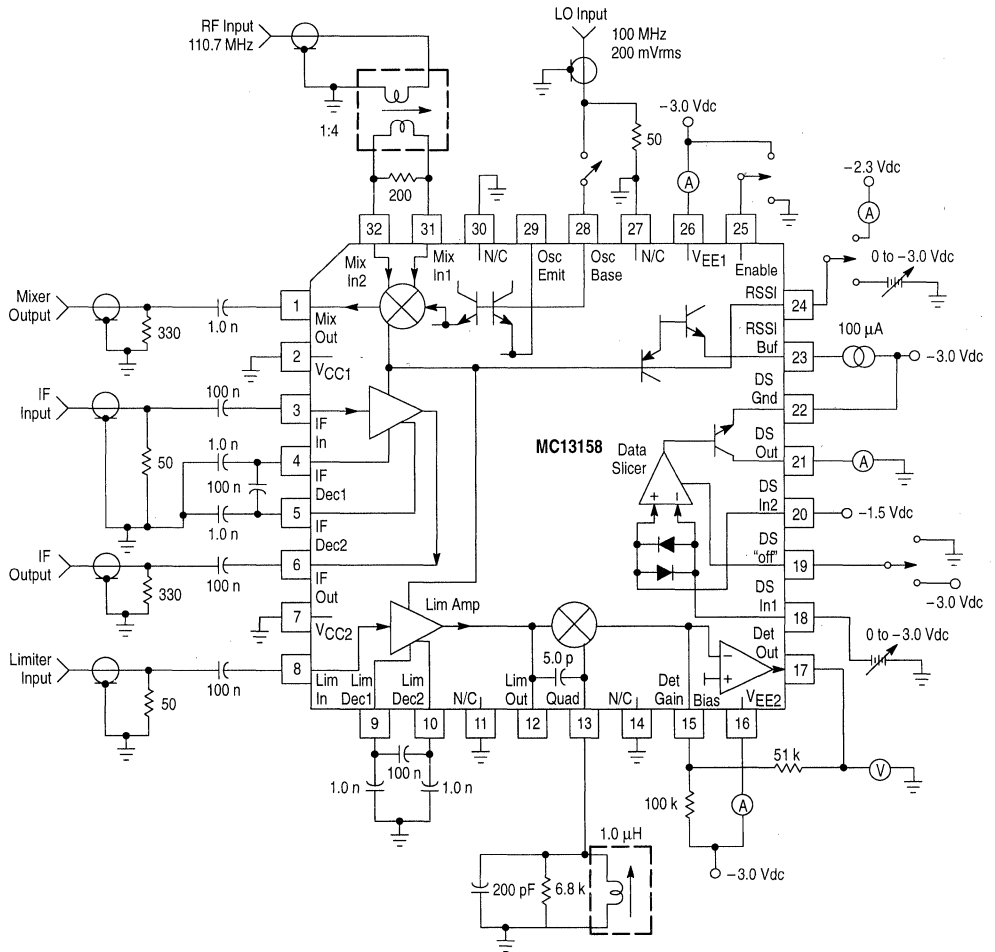 RF Input
110.7 MHz
LO Input
100 MHz
200 mVrms
1:4
200
50
–3.0 Vdc
A
–2.3 Vdc
A
32
31
30
29
28
27
26
25
Mix
In2
Mix
In1
N/C
Osc
Emit
Osc
Base
N/C
VEE1
Enable
0 to –3.0 Vdc
RSSI
24
Mixer
Output
330
1.0 n
1
Mix
Out
RSSI
Buf
23
100 µA
–3.0 Vdc
2
VCC1
DS
Gnd
22
IF
Input
100 n
3
IF
In
MC13158
Data
Slicer
DS
Out
21
A
50
1.0 n
4
IF
Dec1
100 n
DS
In2
20
–1.5 Vdc
1.0 n
5
IF
Dec2
+
–
DS
"off"
19
–3.0 Vdc
IF
Output
330
100 n
6
IF
Out
DS
In1
18
0 to –3.0 Vdc
7
VCC2
Lim Amp
Det
Out
17
Limiter
Input
50
100 n
8
Lim
In
Lim
Dec1
Lim
Dec2
N/C
Lim
Out
5.0 p
Quad
N/C
Det
Gain
–
+
Bias
VEE2
9
10
11
12
13
14
15
16
1.0 n
100 n
1.0 n
51 k
V
100 k
A
–3.0 Vdc
1.0 µH
200 pF
6.8 k